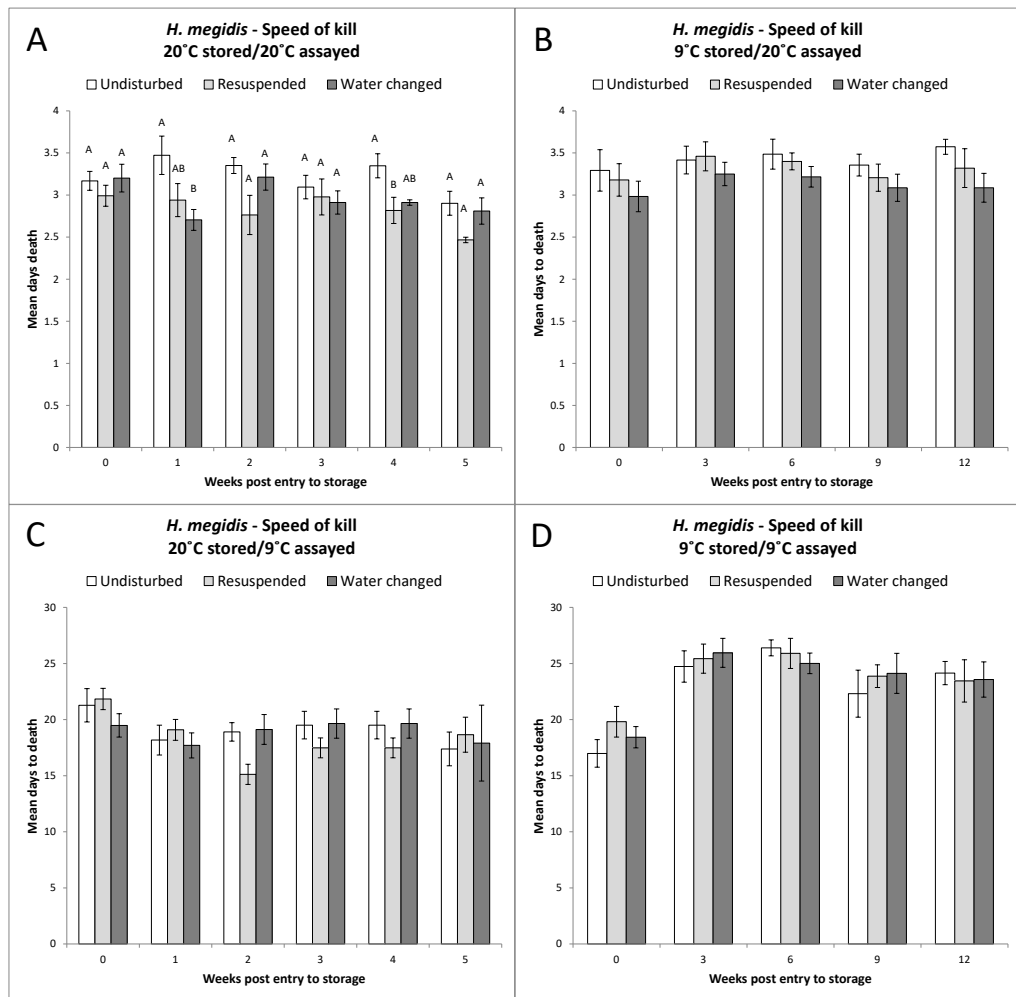 A
H. megidis - Speed of kill
20˚C stored/20˚C assayed
Undisturbed Resuspended Water changed
Mean days death
4
3.5
3
2.5
2
1.5
1
0.5
0
A A A
A AB B
A A A
A A A
A B AB
A A A
0 1 2 3 4 5
Weeks post entry to storage
B
H. megidis - Speed of kill
9˚C stored/20˚C assayed
Undisturbed Resuspended Water changed
Mean days to death
4
3.5
3
2.5
2
1.5
1
0.5
0
0 3 6 9 12
Weeks post entry to storage
C
H. megidis - Speed of kill
20˚C stored/9˚C assayed
Undisturbed Resuspended Water changed
Mean days to death
30
25
20
15
10
5
0
0 1 2 3 4 5
Weeks post entry to storage
D
H. megidis - Speed of kill
9˚C stored/9˚C assayed
Undisturbed Resuspended Water changed
Mean days to death
30
25
20
15
10
5
0
0 3 6 9 12
Weeks post entry to storage